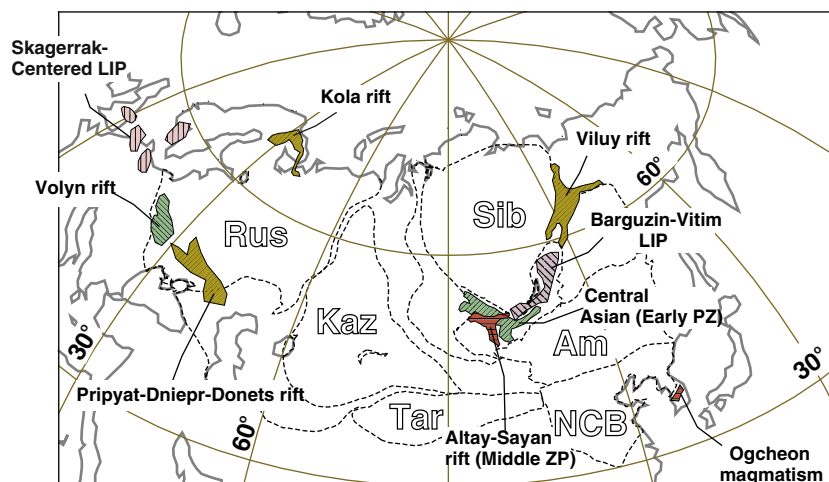 Skagerrak-
Centered LIP
Kola rift
Viluy rift
60°
Volyn rift
Sib
Barguzin-Vitim
LIP
Rus
Central
Asian (Early PZ)
Kaz
Am
30°
30°
Pripyat-Dniepr-Donets rift
Tar
NCB
60°
Altay-Sayan
rift (Middle ZP)
Ogcheon
magmatism